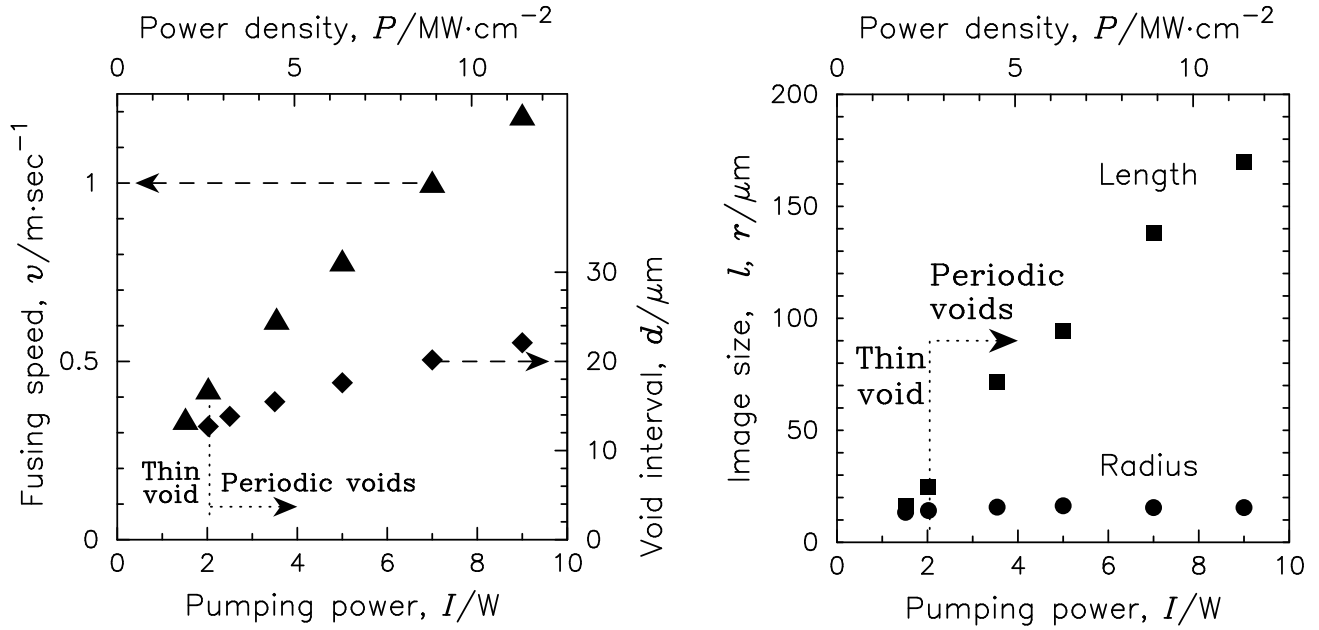 Power density, P/MW·cm−2
0 5 10
Fusing speed, v/m·sec−1
1
0.5
0
30
20
10
0
Void interval, d/μm
Thin
void
Periodic voids
0 2 4 6 8 10
Pumping power, I/W
Power density, P/MW·cm−2
0 5 10
Image size, l, r/μm
200
150
100
50
0
Length
Periodic
voids
Thin
void
Radius
0 2 4 6 8 10
Pumping power, I/W